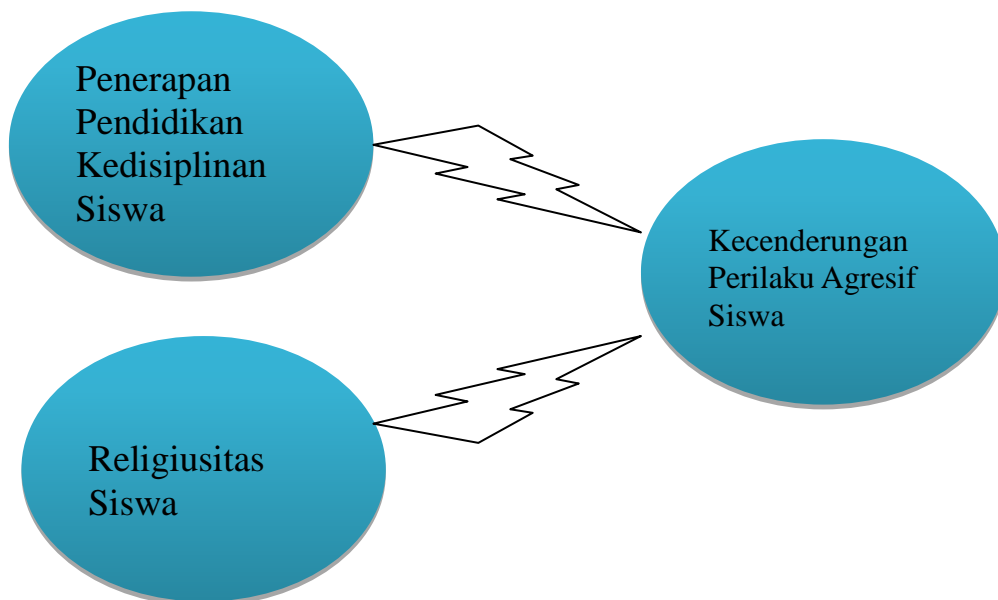 Penerapan
Pendidikan
Kedisiplinan
Siswa
Kecenderungan
Perilaku Agresif
Siswa
Religiusitas
Siswa